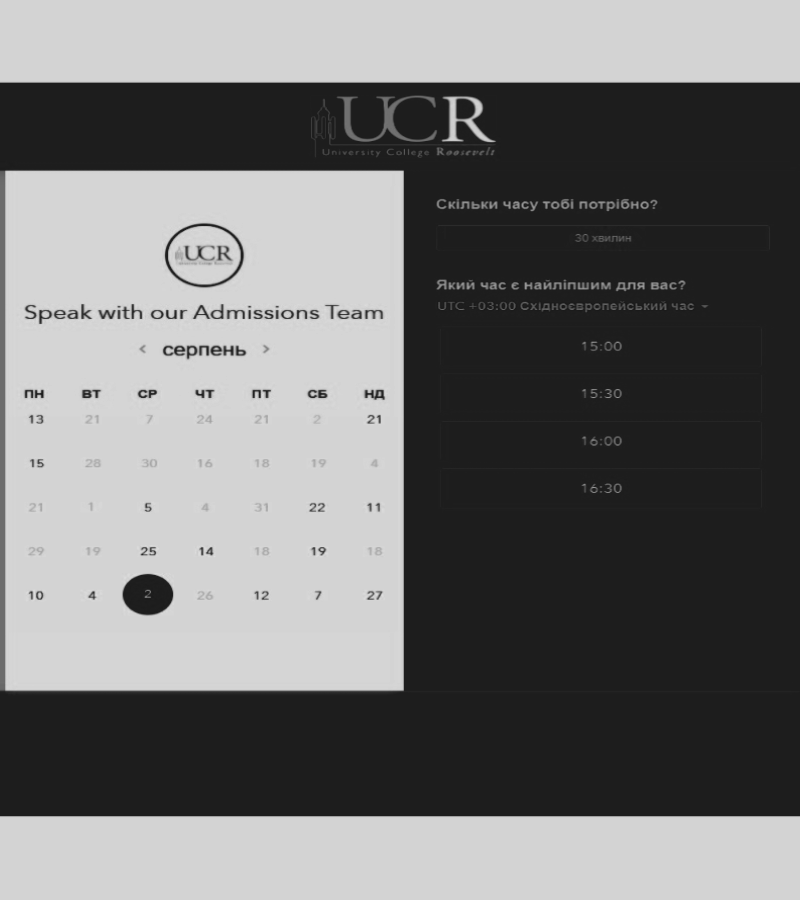 UCR
University College Roosevelt
UCR
Speak with our Admissions Team
< серпень >
ПН ВТ СР ЧТ ПТ СБ НД
13 21 7 24 21 2 21
15 28 30 16 18 19 4
21 1 5 4 31 22 11
29 19 25 14 18 19 18
10 4 2 26 12 7 27
Скільки часу тобі потрібно?
30 хвилин
Який час є найліпшим для вас?
UTC +03:00 Східноєвропейський час
15:00
15:30
16:00
16:30